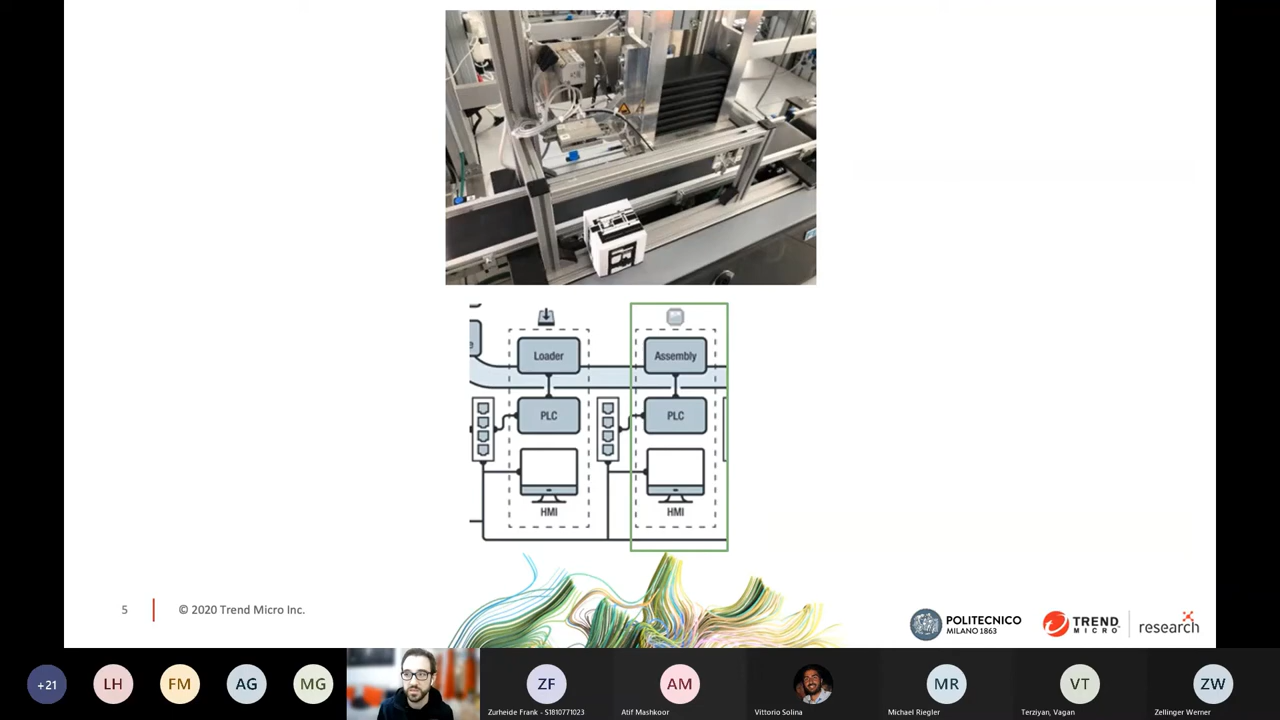 e
Loader
Assembly
PLC
PLC
HMI
HMI
5
© 2020 Trend Micro Inc.
POLITECNICO
MILANO 1863
TREND
MICRO
research
+21
LH
FM
AG
MG
ZF
AM
MR
VT
ZW
Zurheide Frank - S1810771023
Atif Mashkoor
Vittorio Solina
Michael Riegler
Terziyan, Vagan
Zellinger Werner